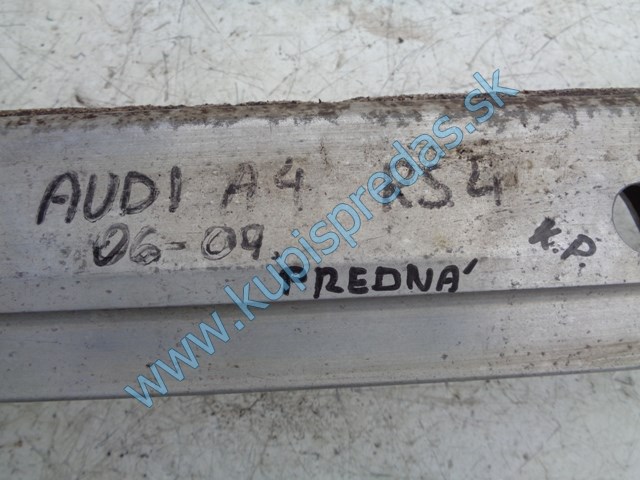 AUDI A4 RS4
06-09
PREDNÁ
K.P
www.kupispredas.sk